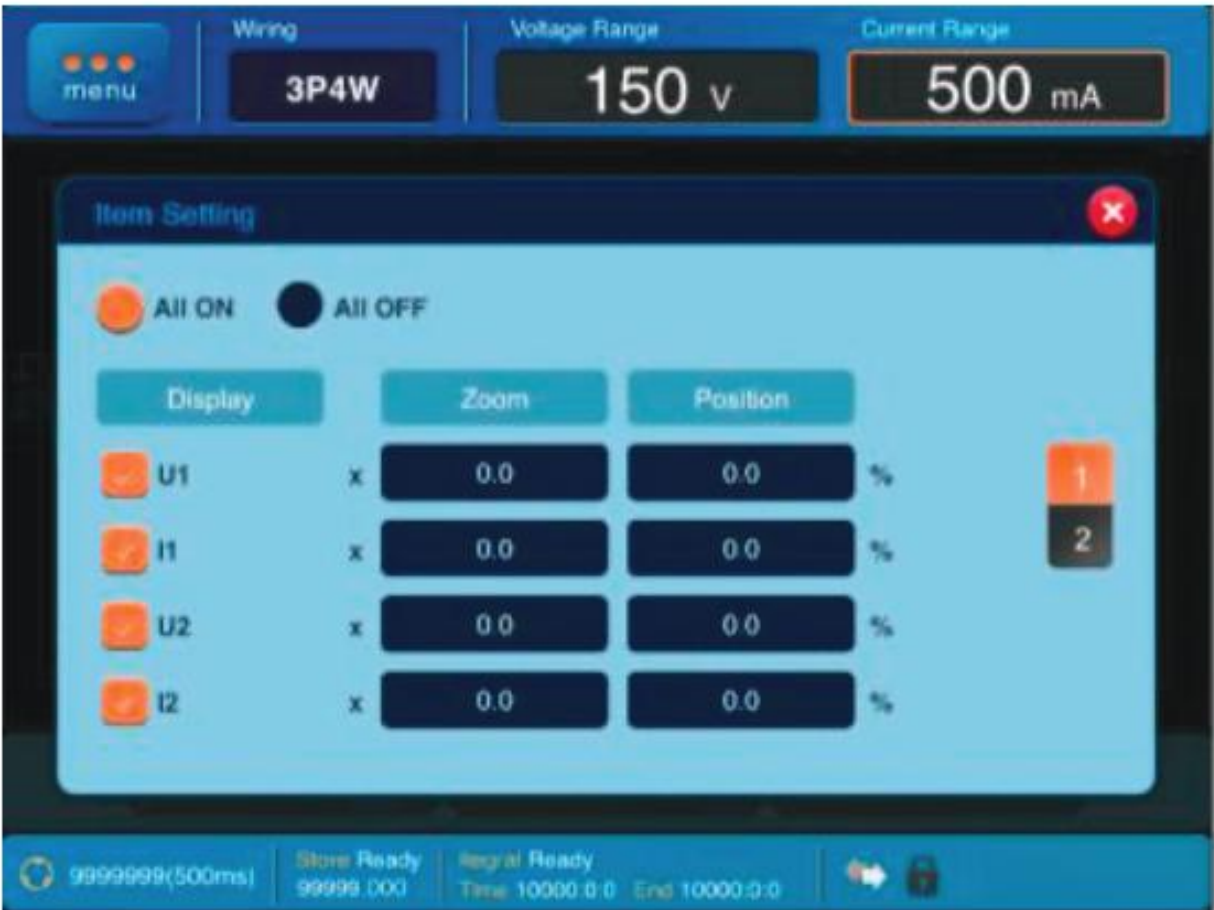 Wiring Voltage Range Current Range
menu 3P4W 150 V 500 mA
Item Setting
All ON All OFF
Display Zoom Position
U1 x 0.0 0.0 %
1
I1 x 0.0 0 0 %
2
U2 x 0 0 0 0 %
I2 x 0.0 0.0 %
9999999(500ms) Store Ready Itegral Ready
99999.000 Time 10000:0:0 End 10000:0:0